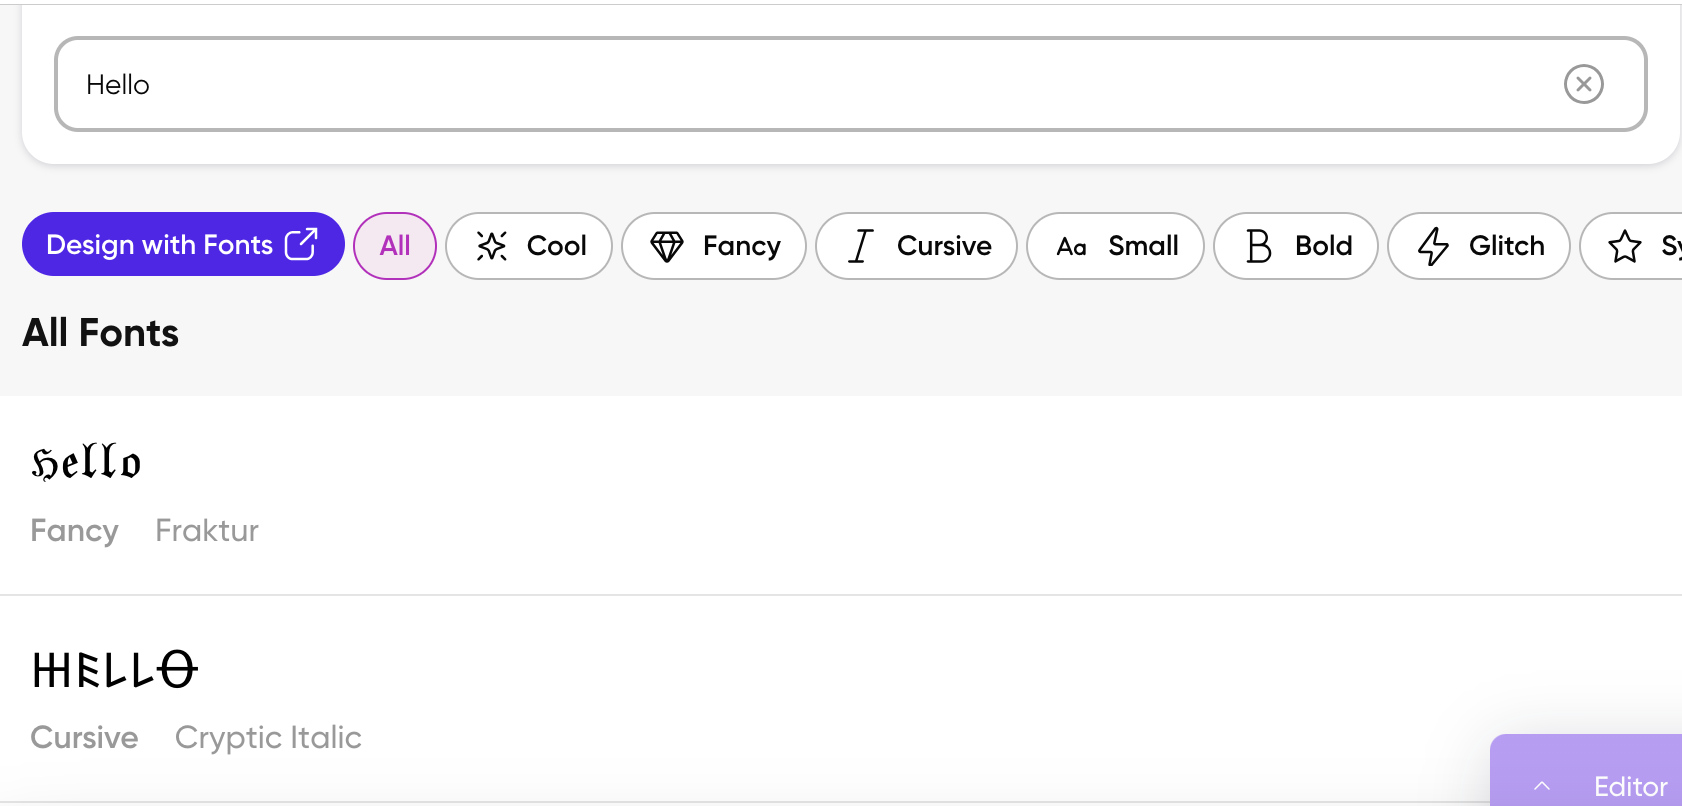 Hello
Design with Fonts All Cool Fancy Cursive Aa Small B Bold Glitch
All Fonts
ℌ𝔢𝔩𝔩𝔬
Fancy Fraktur
HELLO
Cursive Cryptic Italic
Editor